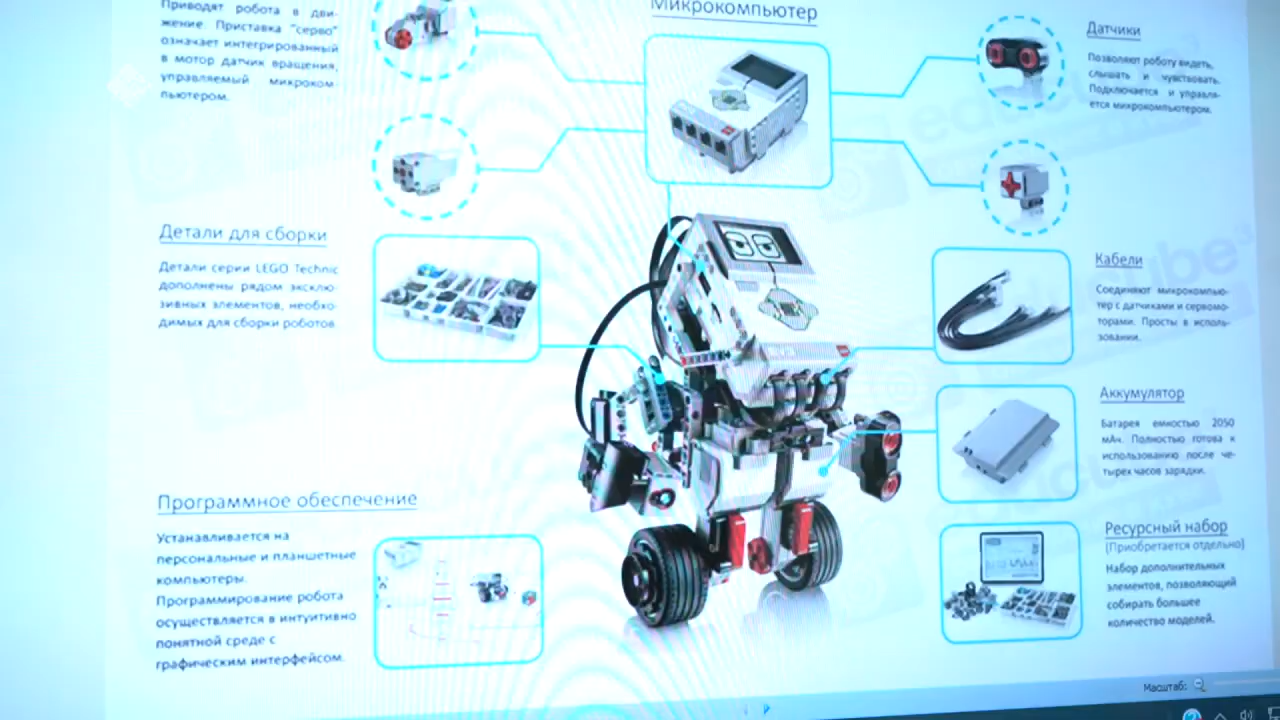 Приводят робота в дви-
жение. Приставка "серво"
означает интегрированный
в мотор датчик вращения,
управляемый микроком-
пьютером.
Микрокомпьютер
Датчики
Позволяют роботу видеть,
слышать и чувствовать.
Подключается и управля-
ется микрокомпьютером.
Детали для сборки
Детали серии LEGO Technic
дополнены рядом эксклю-
зивных элементов, необхо-
димых для сборки роботов.
Кабели
Соединяют микрокомпью-
тер с датчиками и сервомо-
торами. Просты в исполь-
зовании.
Аккумулятор
Батарея емкостью 2050
мАч. Полностью готова к
использованию после че-
тырех часов зарядки.
Программное обеспечение
Устанавливается на
персональные и планшетные
компьютеры.
Программирование робота
осуществляется в интуитивно
понятной среде с
графическим интерфейсом.
Ресурсный набор
(Приобретается отдельно)
Набор дополнительных
элементов, позволяющий
собирать большее
количество моделей.
EV3
educube³
educube³
Масштаб: